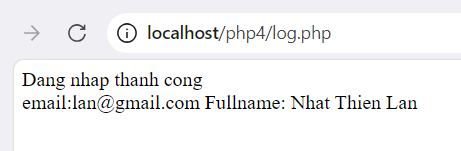 localhost/php4/log.php
Dang nhap thanh cong
email:lan@gmail.com Fullname: Nhat Thien Lan